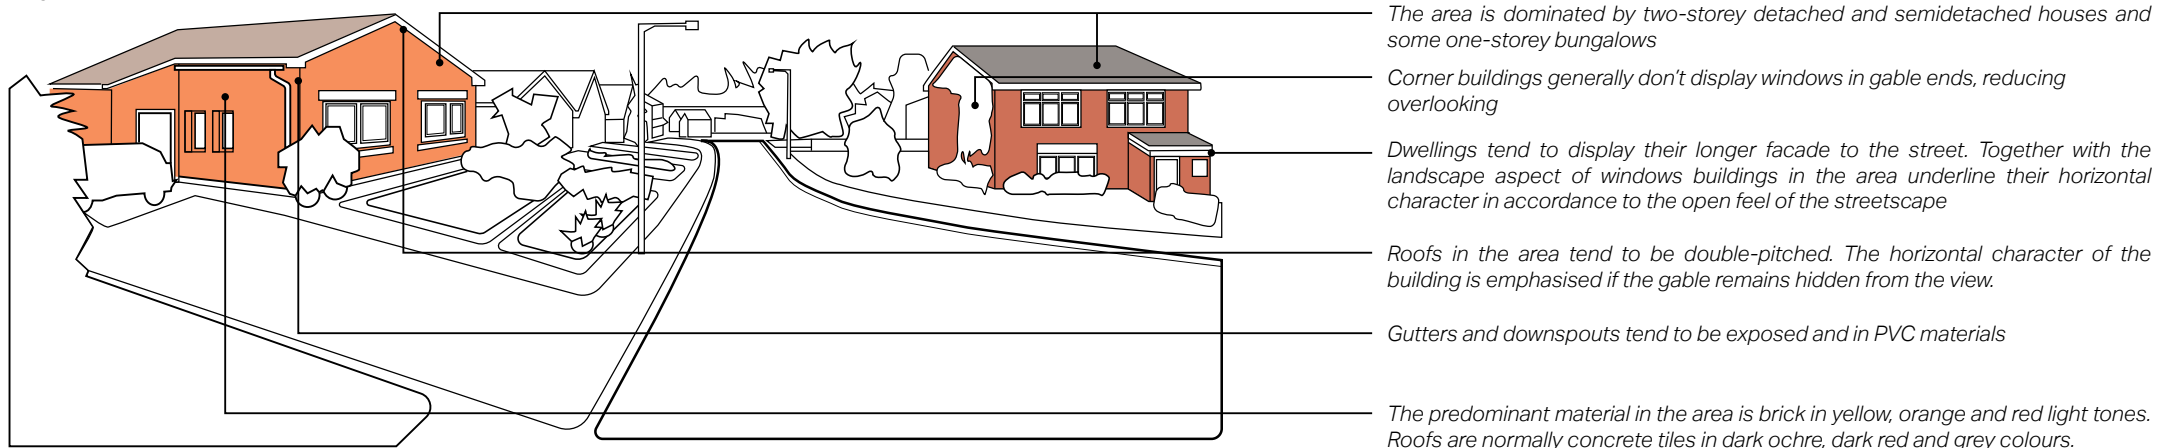 The area is dominated by two-storey detached and semidetached houses and
some one-storey bungalows
Corner buildings generally don't display windows in gable ends, reducing
overlooking
Dwellings tend to display their longer facade to the street. Together with the
landscape aspect of windows buildings in the area underline their horizontal
character in accordance to the open feel of the streetscape
Roofs in the area tend to be double-pitched. The horizontal character of the
building is emphasised if the gable remains hidden from the view.
Gutters and downspouts tend to be exposed and in PVC materials
The predominant material in the area is brick in yellow, orange and red light tones.
Roofs are normally concrete tiles in dark ochre, dark red and grey colours.